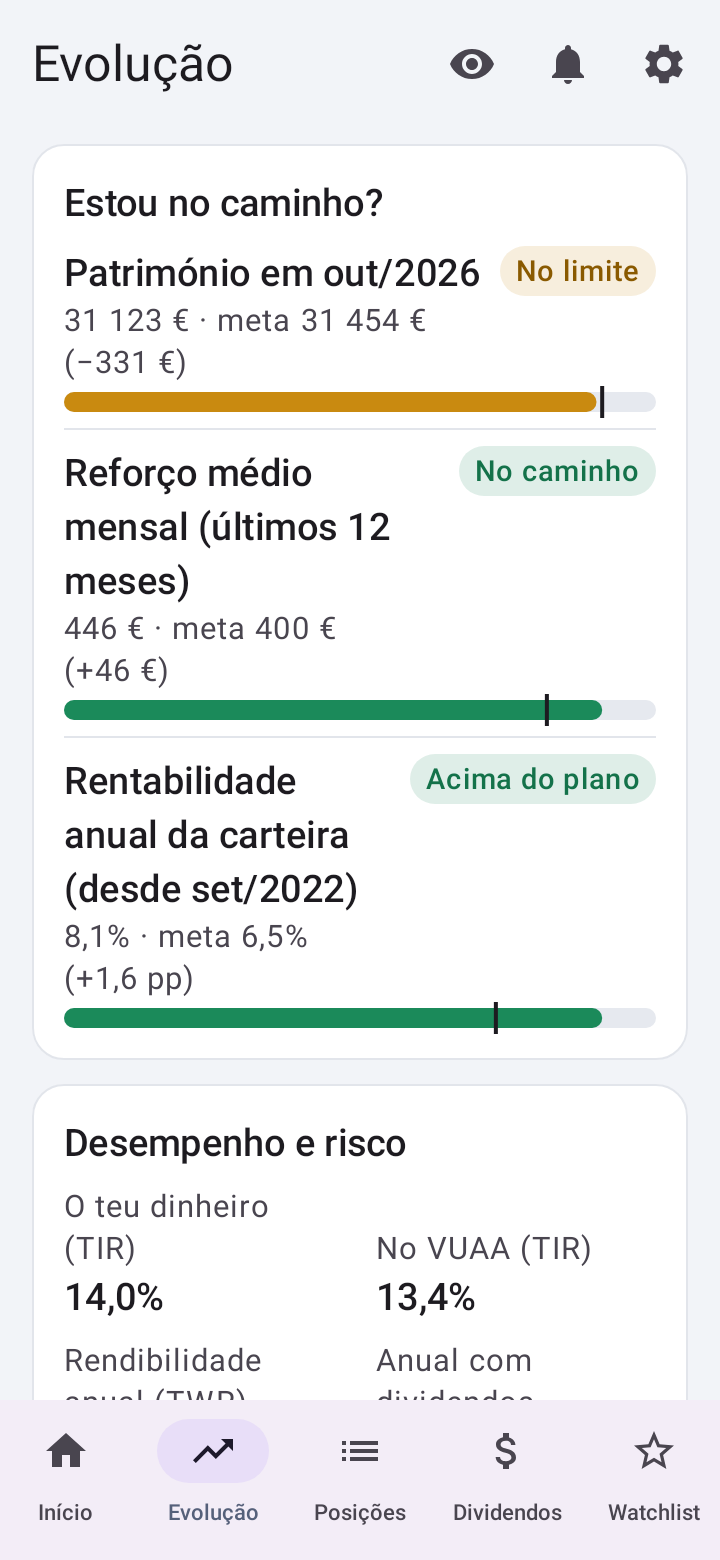 Evolução
Estou no caminho?
Património em out/2026
No limite
31 123 € · meta 31 454 €
(−331 €)
Reforço médio
mensal (últimos 12
meses)
No caminho
446 € · meta 400 €
(+46 €)
Rentabilidade
anual da carteira
(desde set/2022)
Acima do plano
8,1% · meta 6,5%
(+1,6 pp)
Desempenho e risco
O teu dinheiro
(TIR)
14,0%
No VUAA (TIR)
13,4%
Rendibilidade
anual (TWR)
Anual com
dividendos
Início
Evolução
Posições
Dividendos
Watchlist